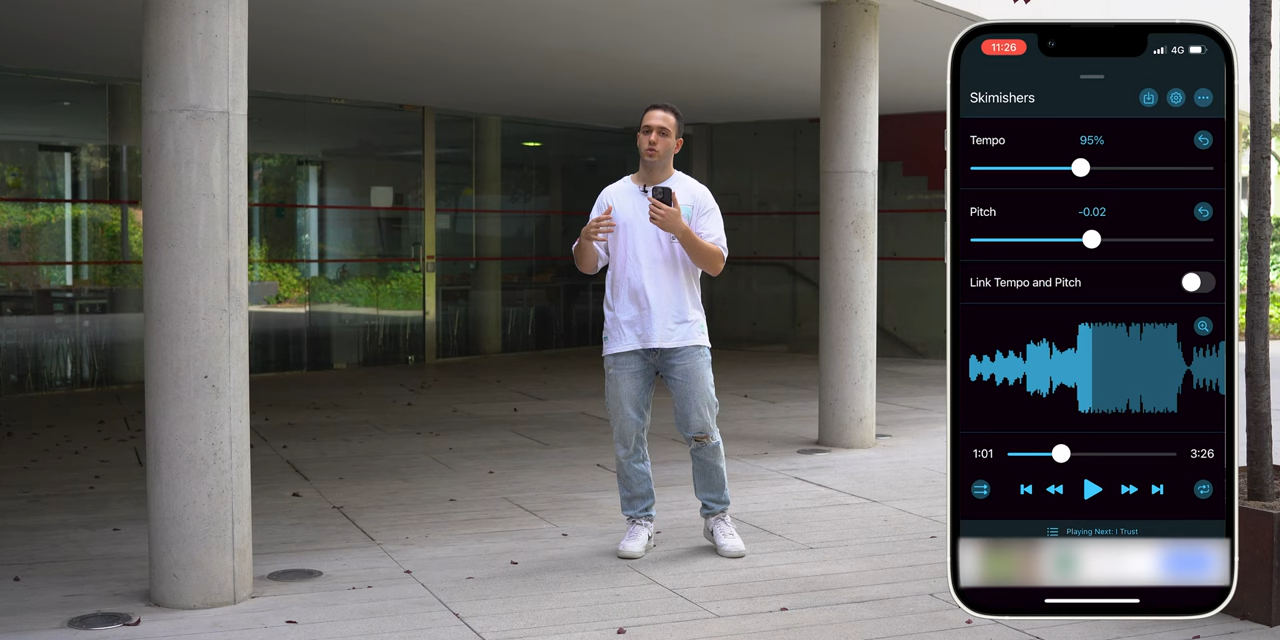 11:26
4G
Skimishers
Tempo
95%
Pitch
-0.02
Link Tempo and Pitch
1:01
3:26
Playing Next: I Trust